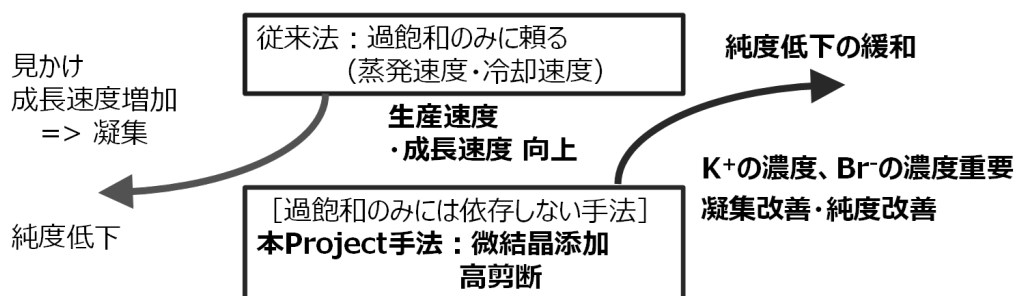 従来法：過飽和のみに頼る
（蒸発速度・冷却速度）
純度低下の緩和
見かけ
成長速度増加
=> 凝集
生産速度
・成長速度 向上
K⁺の濃度、Br⁻の濃度重要
凝集改善・純度改善
純度低下
［過飽和のみには依存しない手法］
本Project手法：微結晶添加
高剪断